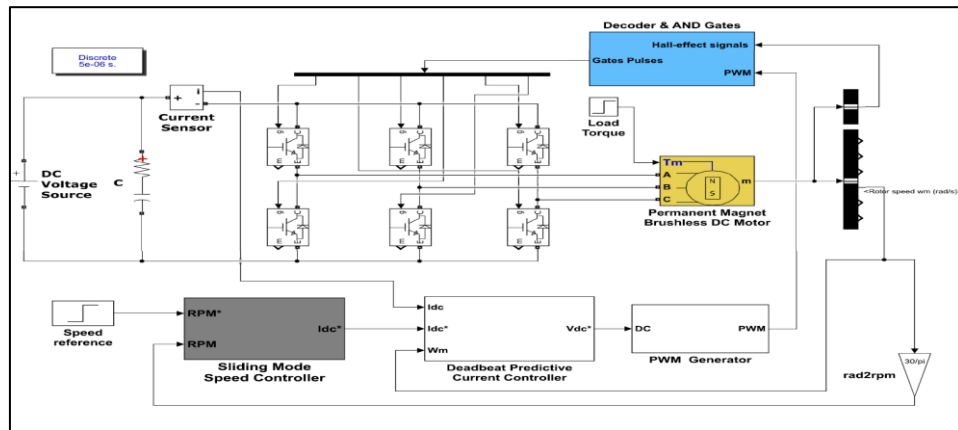 Decoder & AND Gates
Discrete
5e-06 s.
Hall-effect signals
Gates Pulses
PWM
i
+
-
Current
Sensor
Load
Torque
g
C
E
g
C
E
g
C
E
Tm
A
B
C
N
S
m
<Rotor speed wm (rad/s)>
+
DC
Voltage
Source
+
C
g
C
E
g
C
E
g
C
E
Permanent Magnet
Brushless DC Motor
RPM*
RPM
Idc*
Speed
reference
Sliding Mode
Speed Controller
Idc
Idc*
Wm
Vdc*
Deadbeat Predictive
Current Controller
DC
PWM
PWM Generator
30/pi
rad2rpm